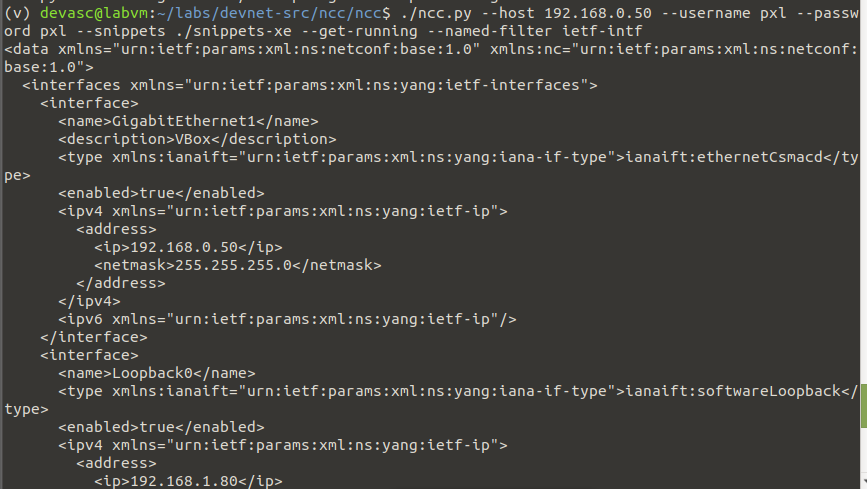 (v) devasc@labvm:~/labs/devnet-src/ncc/ncc$ ./ncc.py --host 192.168.0.50 --username pxl --passw
ord pxl --snippets ./snippets-xe --get-running --named-filter ietf-intf
<data xmlns="urn:ietf:params:xml:ns:netconf:base:1.0" xmlns:nc="urn:ietf:params:xml:ns:netconf:
base:1.0">
  <interfaces xmlns="urn:ietf:params:xml:ns:yang:ietf-interfaces">
    <interface>
      <name>GigabitEthernet1</name>
      <description>VBox</description>
      <type xmlns:ianaift="urn:ietf:params:xml:ns:yang:iana-if-type">ianaift:ethernetCsmacd</ty
pe>
      <enabled>true</enabled>
      <ipv4 xmlns="urn:ietf:params:xml:ns:yang:ietf-ip">
        <address>
          <ip>192.168.0.50</ip>
          <netmask>255.255.255.0</netmask>
        </address>
      </ipv4>
      <ipv6 xmlns="urn:ietf:params:xml:ns:yang:ietf-ip"/>
    </interface>
    <interface>
      <name>Loopback0</name>
      <type xmlns:ianaift="urn:ietf:params:xml:ns:yang:iana-if-type">ianaift:softwareLoopback</
type>
      <enabled>true</enabled>
      <ipv4 xmlns="urn:ietf:params:xml:ns:yang:ietf-ip">
        <address>
          <ip>192.168.1.80</ip>